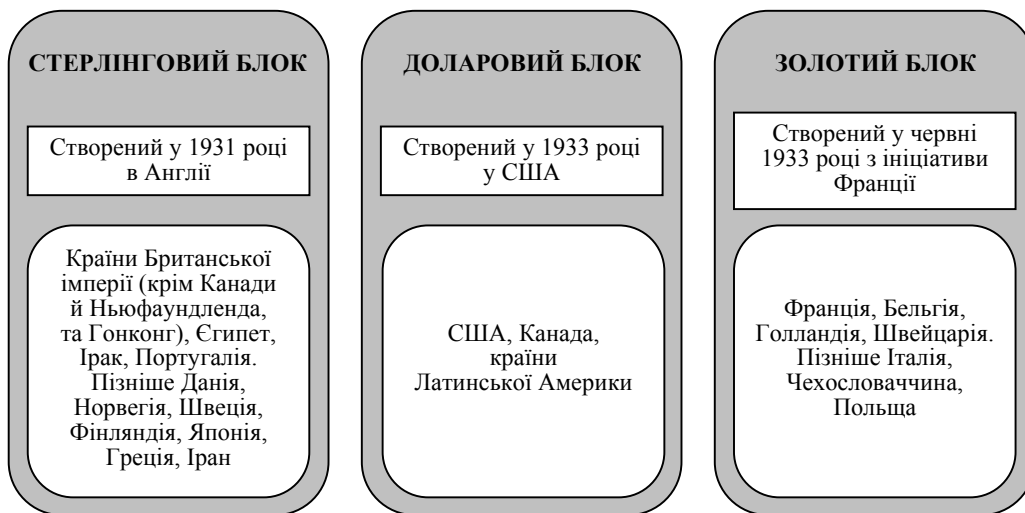 СТЕРЛІНГОВИЙ БЛОК
Створений у 1931 році
в Англії
Країни Британської
імперії (крім Канади
й Ньюфаундленда,
та Гонконг), Єгипет,
Ірак, Португалія.
Пізніше Данія,
Норвегія, Швеція,
Фінляндія, Японія,
Греція, Іран
ДОЛАРОВИЙ БЛОК
Створений у 1933 році
у США
США, Канада,
країни
Латинської Америки
ЗОЛОТИЙ БЛОК
Створений у червні
1933 році з ініціативи
Франції
Франція, Бельгія,
Голландія, Швейцарія.
Пізніше Італія,
Чехословаччина,
Польща